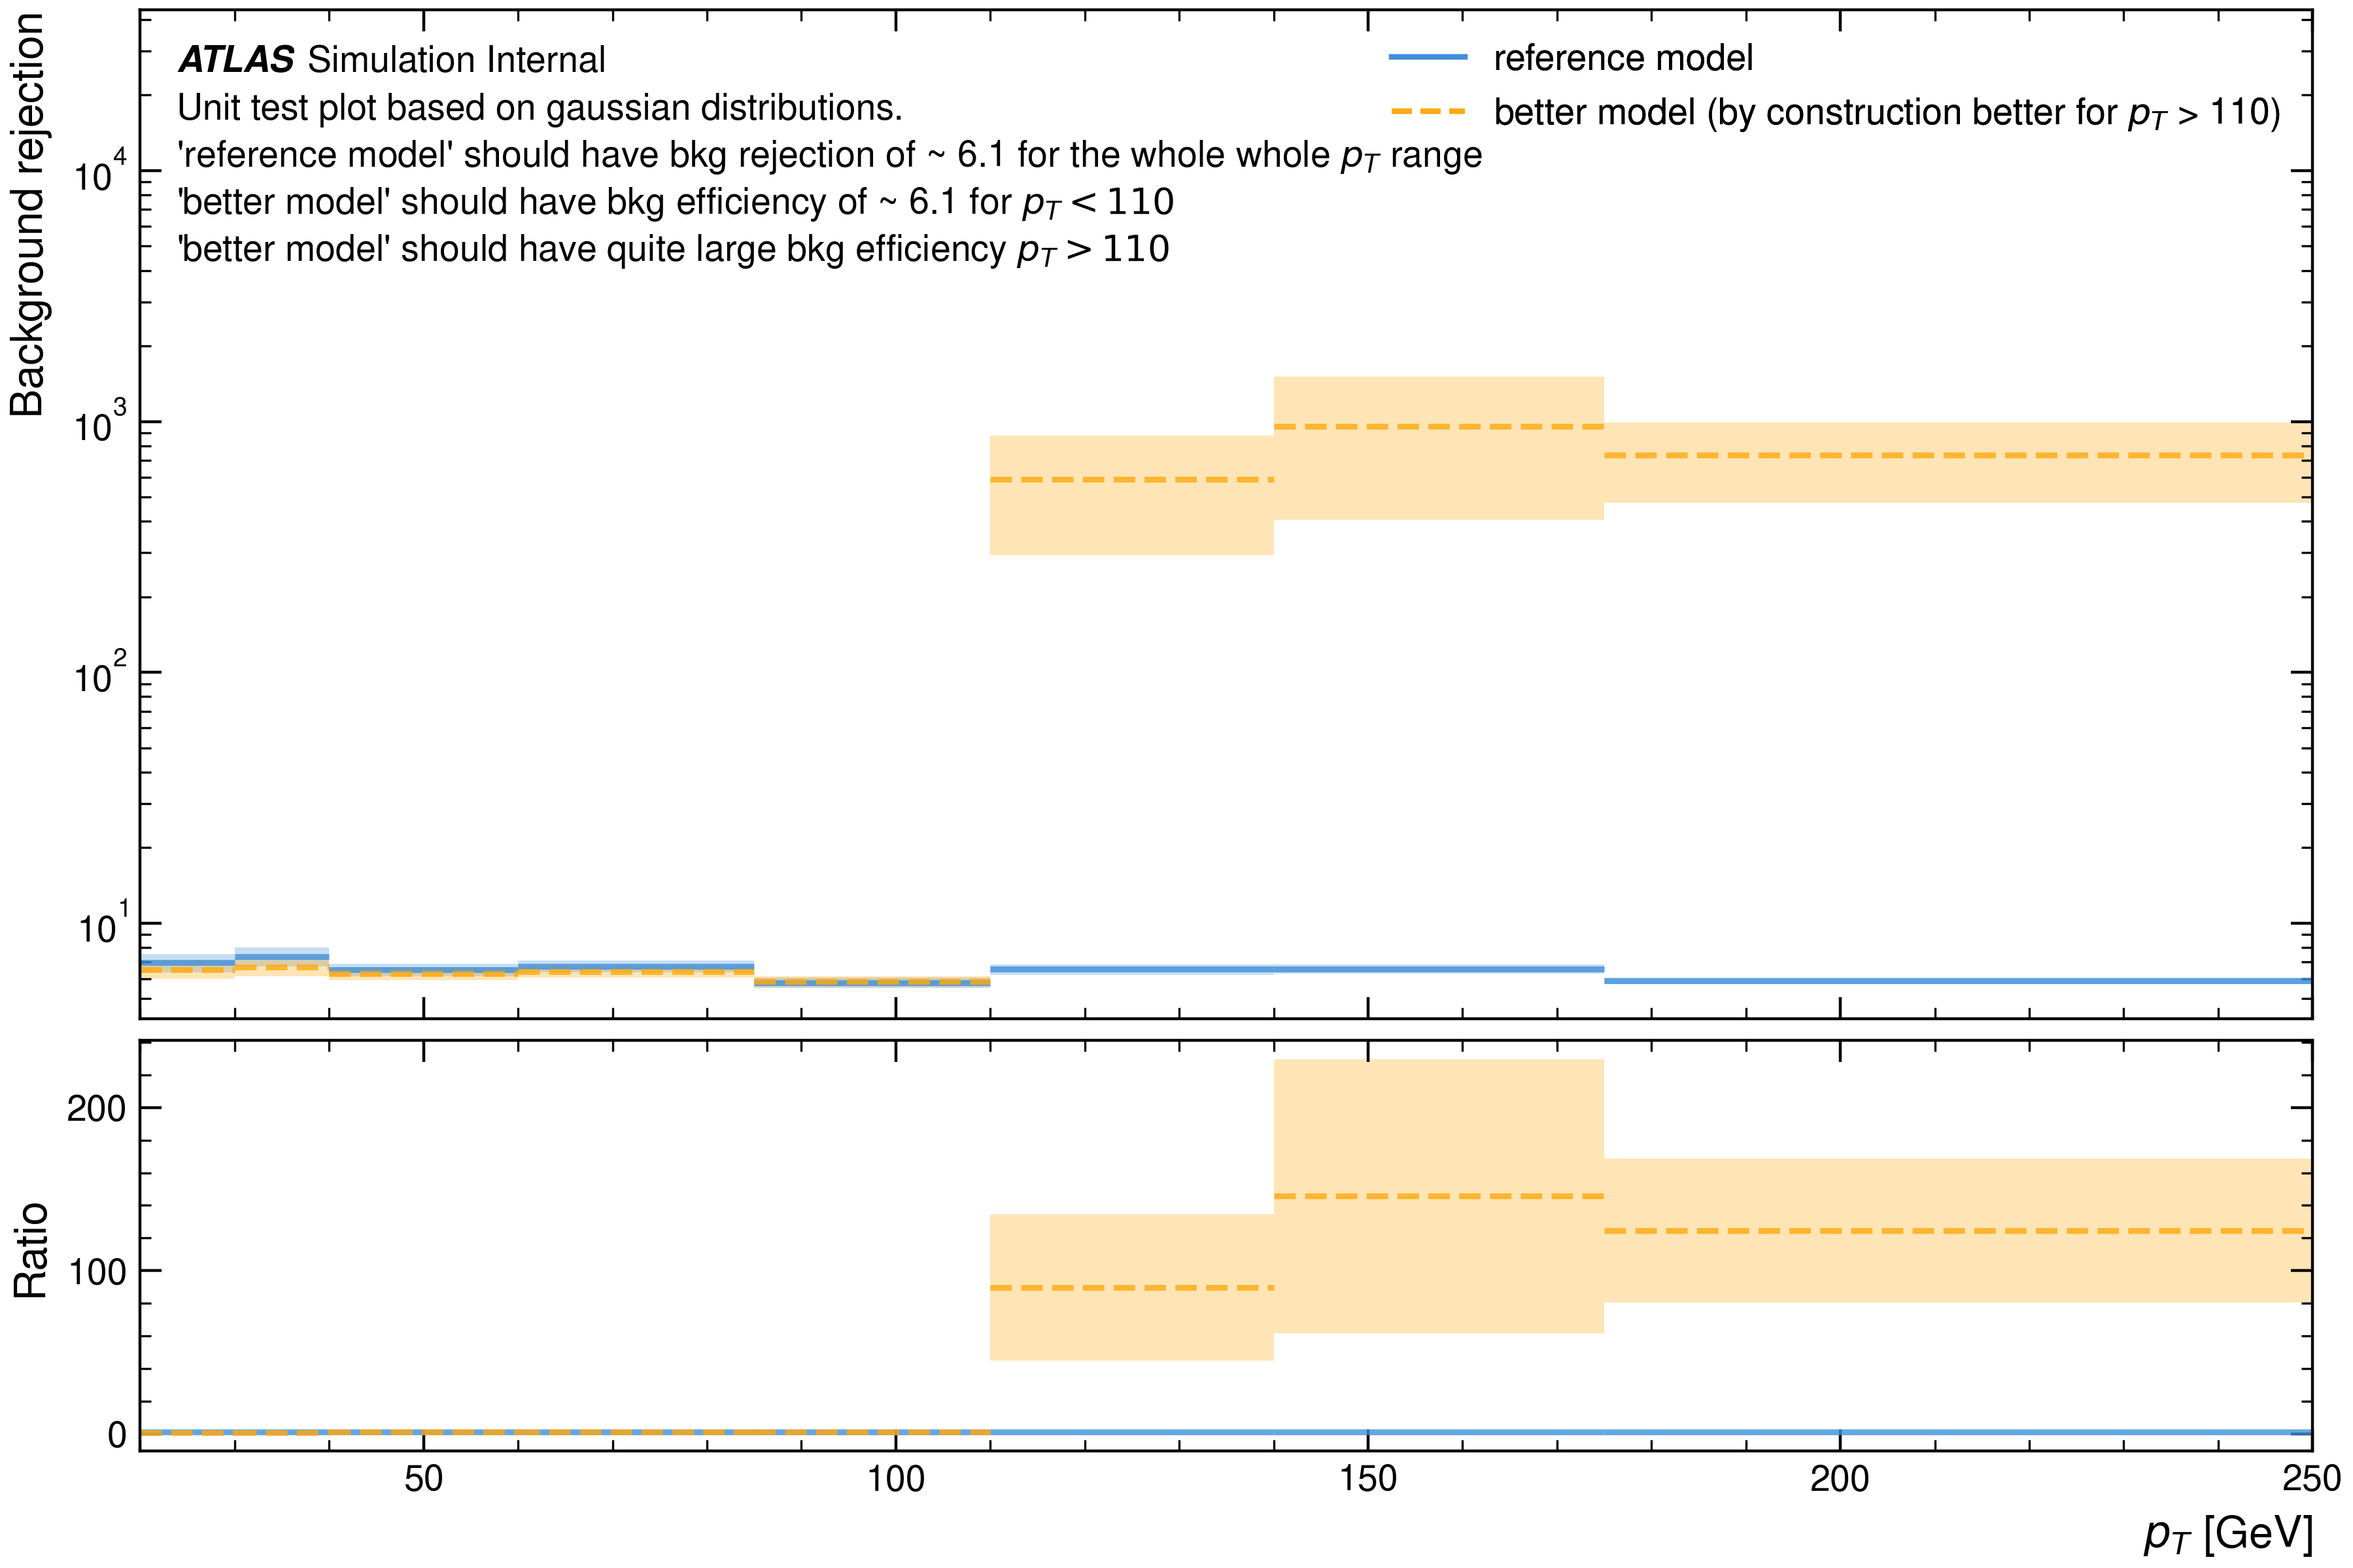 ATLAS Simulation Internal
Unit test plot based on gaussian distributions.
'reference model' should have bkg rejection of ~ 6.1 for the whole whole pT range
'better model' should have bkg efficiency of ~ 6.1 for pT < 110
'better model' should have quite large bkg efficiency pT > 110
reference model
better model (by construction better for pT > 110)
Background rejection
10^4
10^3
10^2
10^1
Ratio
200
100
0
50 100 150 200 250
pT [GeV]